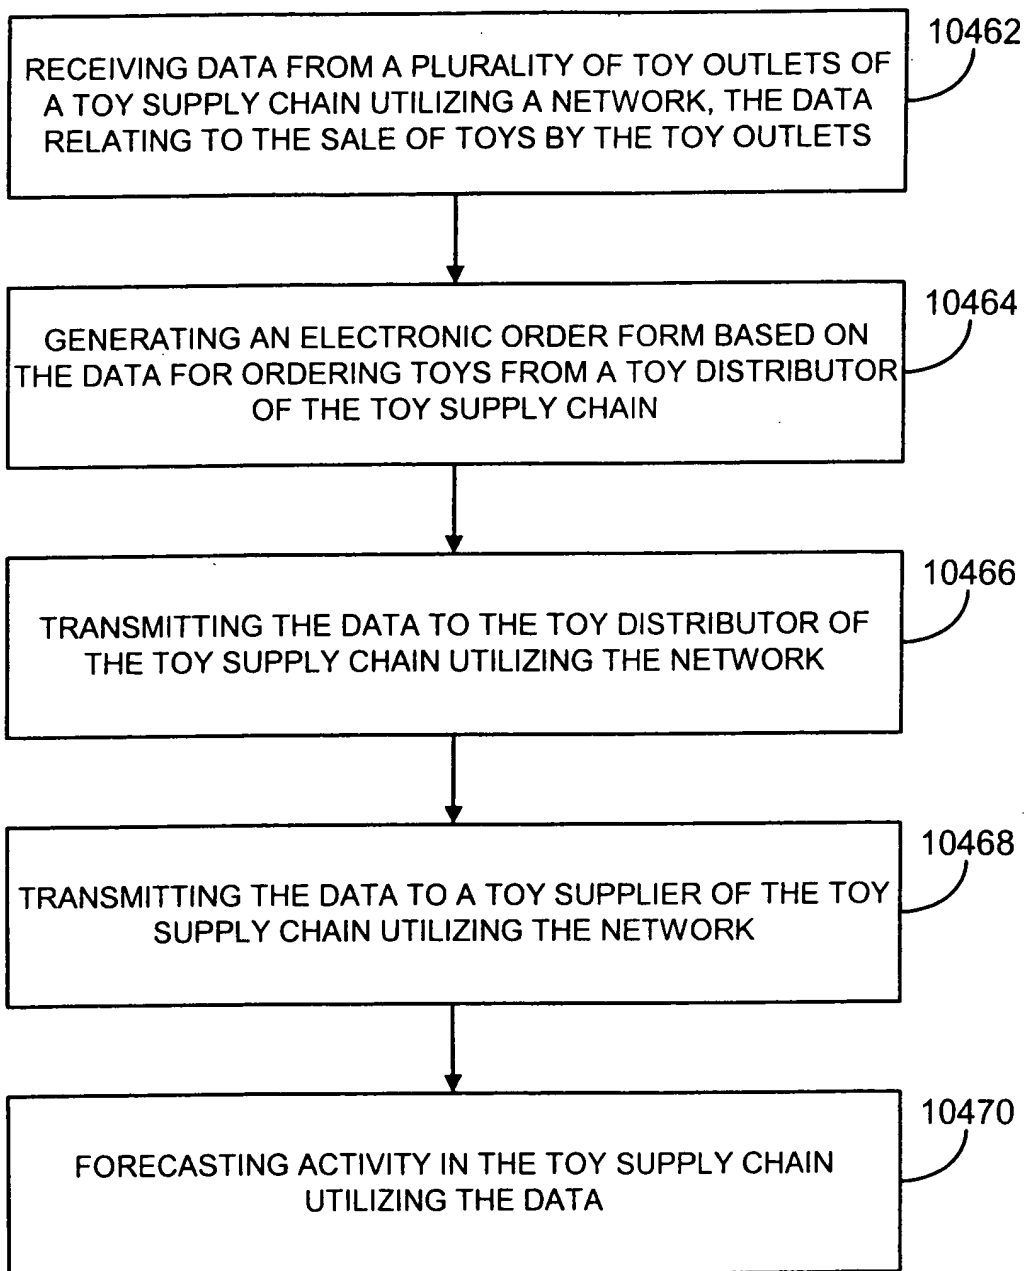 10462
RECEIVING DATA FROM A PLURALITY OF TOY OUTLETS OF
A TOY SUPPLY CHAIN UTILIZING A NETWORK, THE DATA
RELATING TO THE SALE OF TOYS BY THE TOY OUTLETS
10464
GENERATING AN ELECTRONIC ORDER FORM BASED ON
THE DATA FOR ORDERING TOYS FROM A TOY DISTRIBUTOR
OF THE TOY SUPPLY CHAIN
10466
TRANSMITTING THE DATA TO THE TOY DISTRIBUTOR OF
THE TOY SUPPLY CHAIN UTILIZING THE NETWORK
10468
TRANSMITTING THE DATA TO A TOY SUPPLIER OF THE TOY
SUPPLY CHAIN UTILIZING THE NETWORK
10470
FORECASTING ACTIVITY IN THE TOY SUPPLY CHAIN
UTILIZING THE DATA